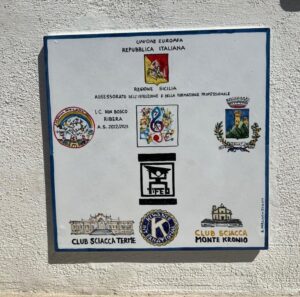 UNIONE EUROPEA
REPUBBLICA ITALIANA
REGIONE SICILIA
ASSESSORATO DELL'ISTRUZIONE E DELLA FORMAZIONE PROFESSIONALE
I.C. DON BOSCO
RIBERA
A.S. 2022/2023
K
CLUB SCIACCA TERME
CLUB SCIACCA
MONTE KRONIO